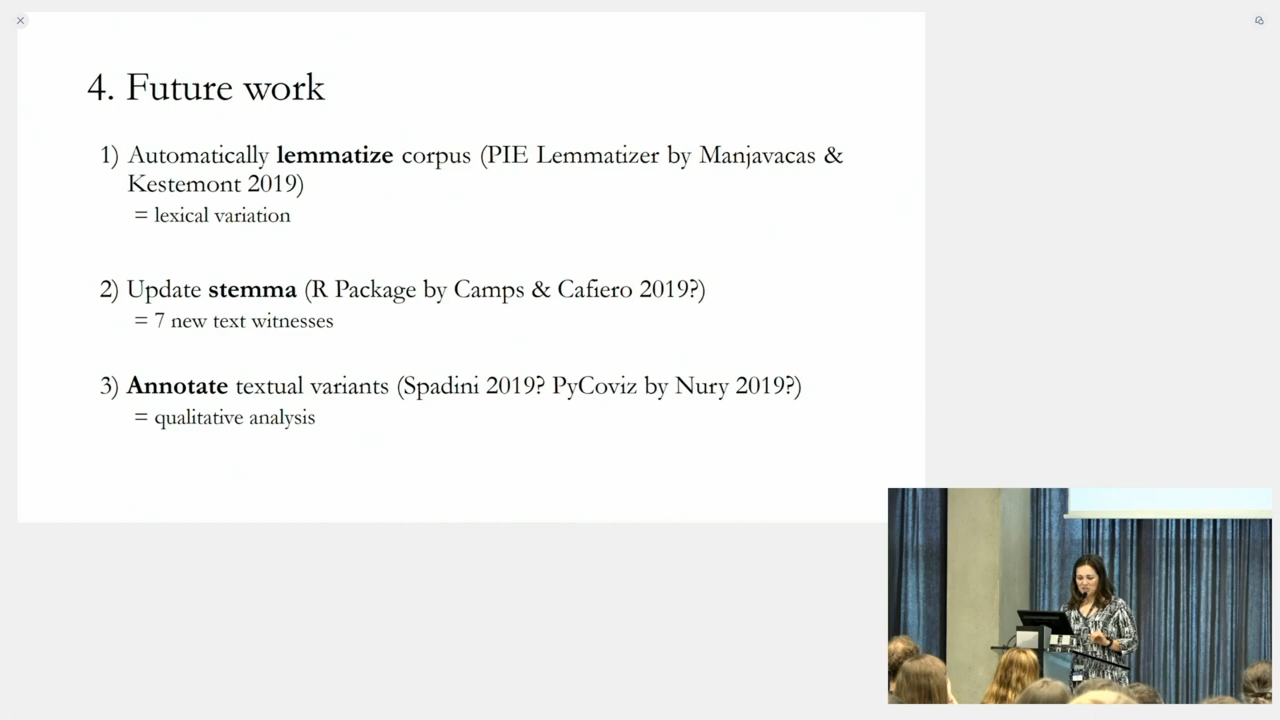 4. Future work
1) Automatically lemmatize corpus (PIE Lemmatizer by Manjavacas &
Kestemont 2019)
= lexical variation
2) Update stemma (R Package by Camps & Cafiero 2019?)
= 7 new text witnesses
3) Annotate textual variants (Spadini 2019? PyCoviz by Nury 2019?)
= qualitative analysis